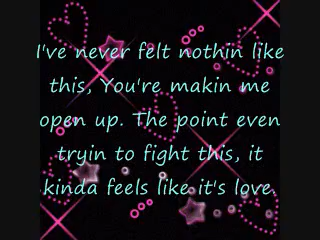 I've never felt nothin like
this, You're makin me
open up. The point even
tryin to fight this, it
kinda feels like it's love.